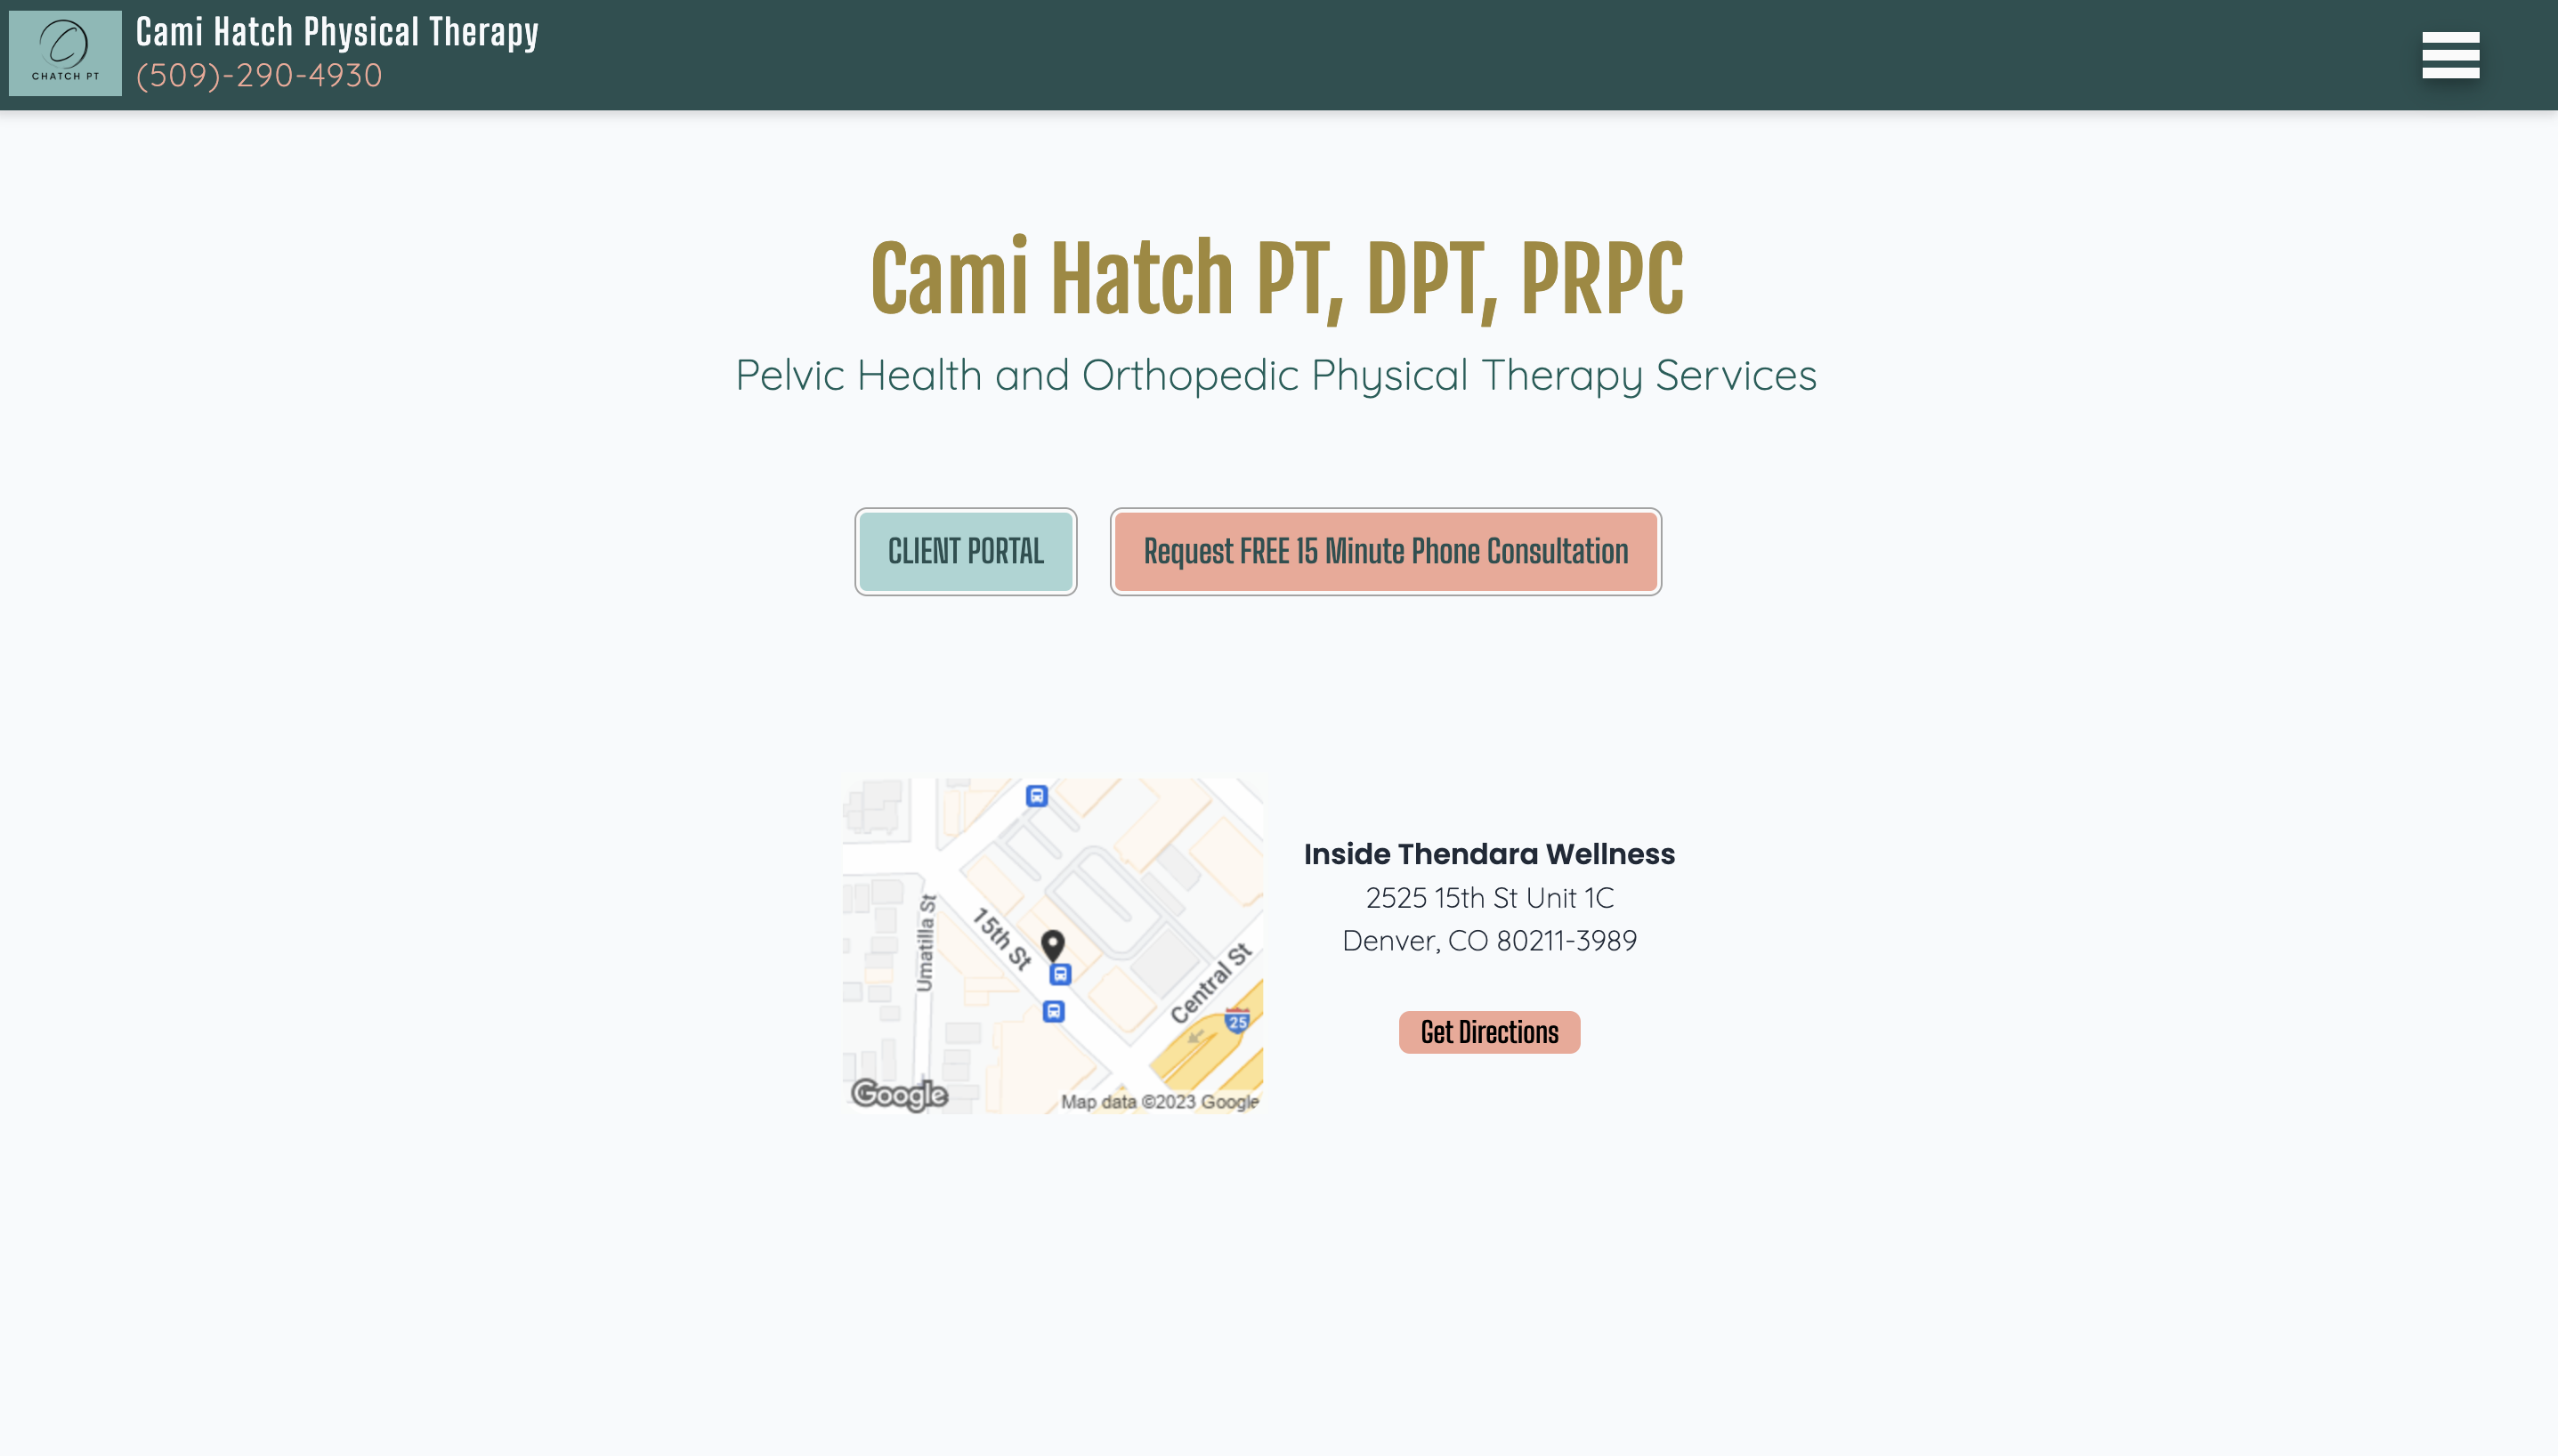 CHATCH PT
Cami Hatch Physical Therapy
(509)-290-4930
Cami Hatch PT, DPT, PRPC
Pelvic Health and Orthopedic Physical Therapy Services
CLIENT PORTAL
Request FREE 15 Minute Phone Consultation
Umatilla St
15th St
Central St
25
Google
Map data ©2023 Google
Inside Thendara Wellness
2525 15th St Unit 1C
Denver, CO 80211-3989
Get Directions